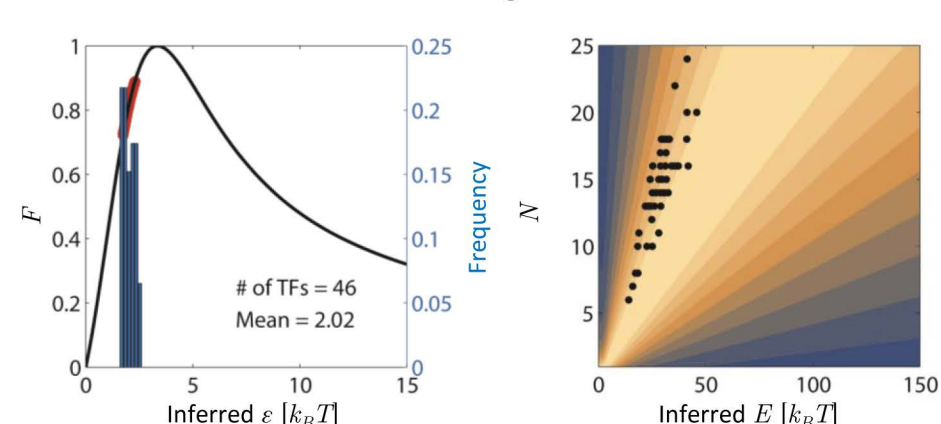 1
0.8
0.6
0.4
0.2
0
F
0.25
0.2
0.15
0.1
0.05
0
Frequency
# of TFs = 46
Mean = 2.02
0 5 10 15
Inferred ε [k_BT]
25
20
15
10
5
N
0 50 100 150
Inferred E [k_BT]